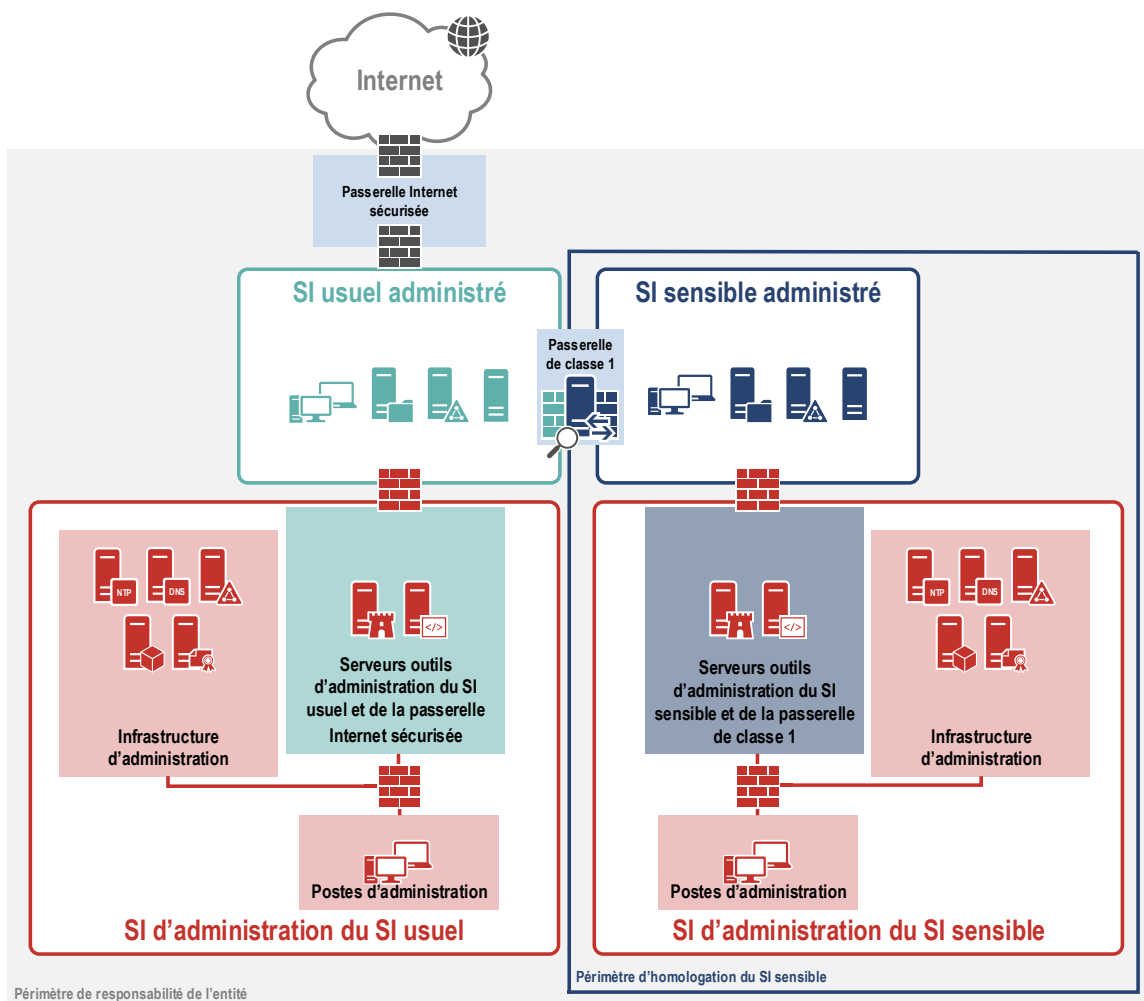 Internet
Passerelle Internet
sécurisée
SI usuel administré
SI sensible administré
Passerelle
de classe 1
NTP
DNS
</>
Serveurs outils
d'administration du SI
usuel et de la passerelle
Internet sécurisée
Infrastructure
d'administration
</>
Serveurs outils
d'administration du SI
sensible et de la passerelle
de classe 1
NTP
DNS
Infrastructure
d'administration
Postes d'administration
Postes d'administration
SI d'administration du SI usuel
SI d'administration du SI sensible
Périmètre d'homologation du SI sensible
Périmètre de responsabilité de l'entité